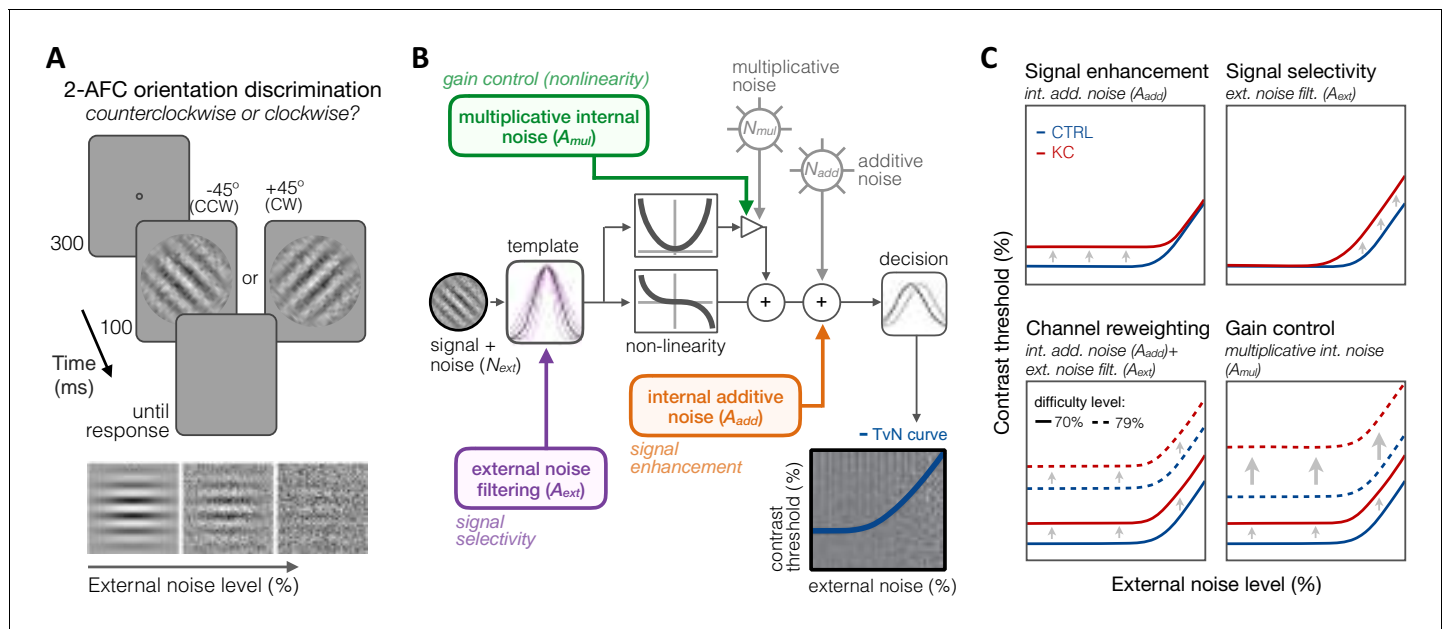 A
2-AFC orientation discrimination
counterclockwise or clockwise?
-45°
(CCW)
+45°
(CW)
300
or
100
Time
(ms)
until
response
External noise level (%)
B
gain control (nonlinearity)
multiplicative internal
noise (Amul)
multiplicative
noise
Nmul
Nadd
additive
noise
template
decision
+
+
signal +
noise (Next)
non-linearity
internal additive
noise (Aadd)
signal
enhancement
external noise
filtering (Aext)
signal
selectivity
TvN curve
contrast
threshold (%)
external noise (%)
C
Signal enhancement
int. add. noise (Aadd)
CTRL
KC
Signal selectivity
ext. noise filt. (Aext)
Contrast threshold (%)
Channel reweighting
int. add. noise (Aadd)+
ext. noise filt. (Aext)
difficulty level:
70% 79%
Gain control
multiplicative int. noise
(Amul)
External noise level (%)